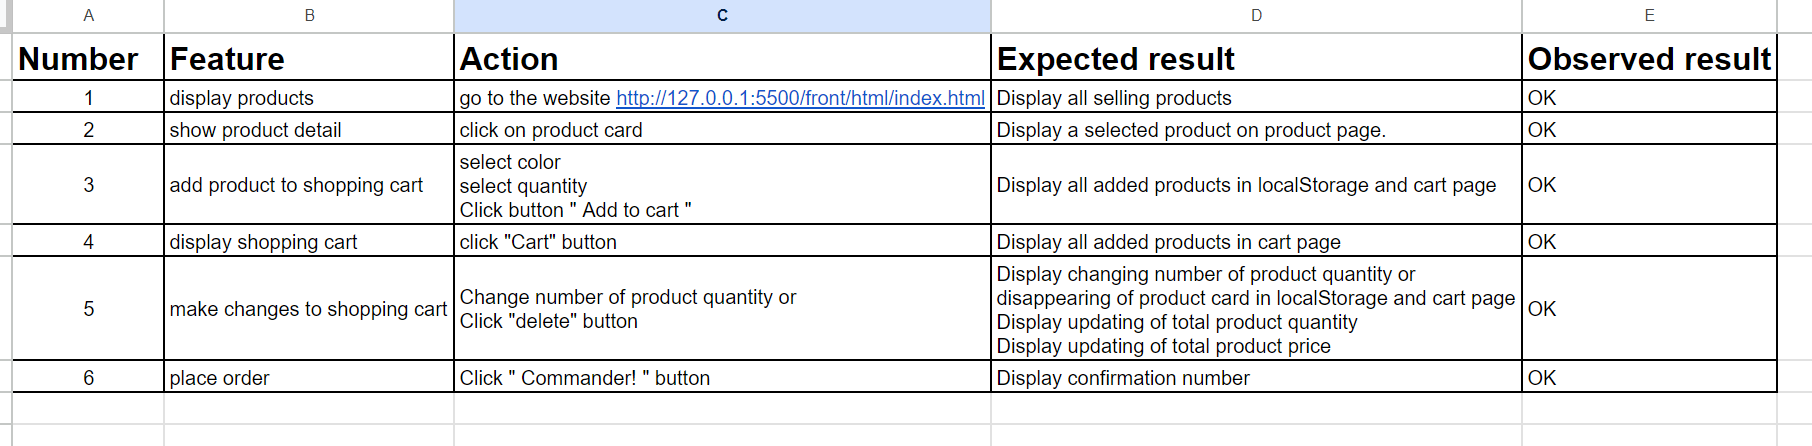 A B C D E
Number Feature Action Expected result Observed result
1 display products go to the website http://127.0.0.1:5500/front/html/index.html Display all selling products OK
2 show product detail click on product card Display a selected product on product page. OK
3 add product to shopping cart select color
select quantity
Click button " Add to cart " Display all added products in localStorage and cart page OK
4 display shopping cart click "Cart" button Display all added products in cart page OK
5 make changes to shopping cart Change number of product quantity or
Click "delete" button Display changing number of product quantity or
disappearing of product card in localStorage and cart page
Display updating of total product quantity
Display updating of total product price OK
6 place order Click " Commander! " button Display confirmation number OK